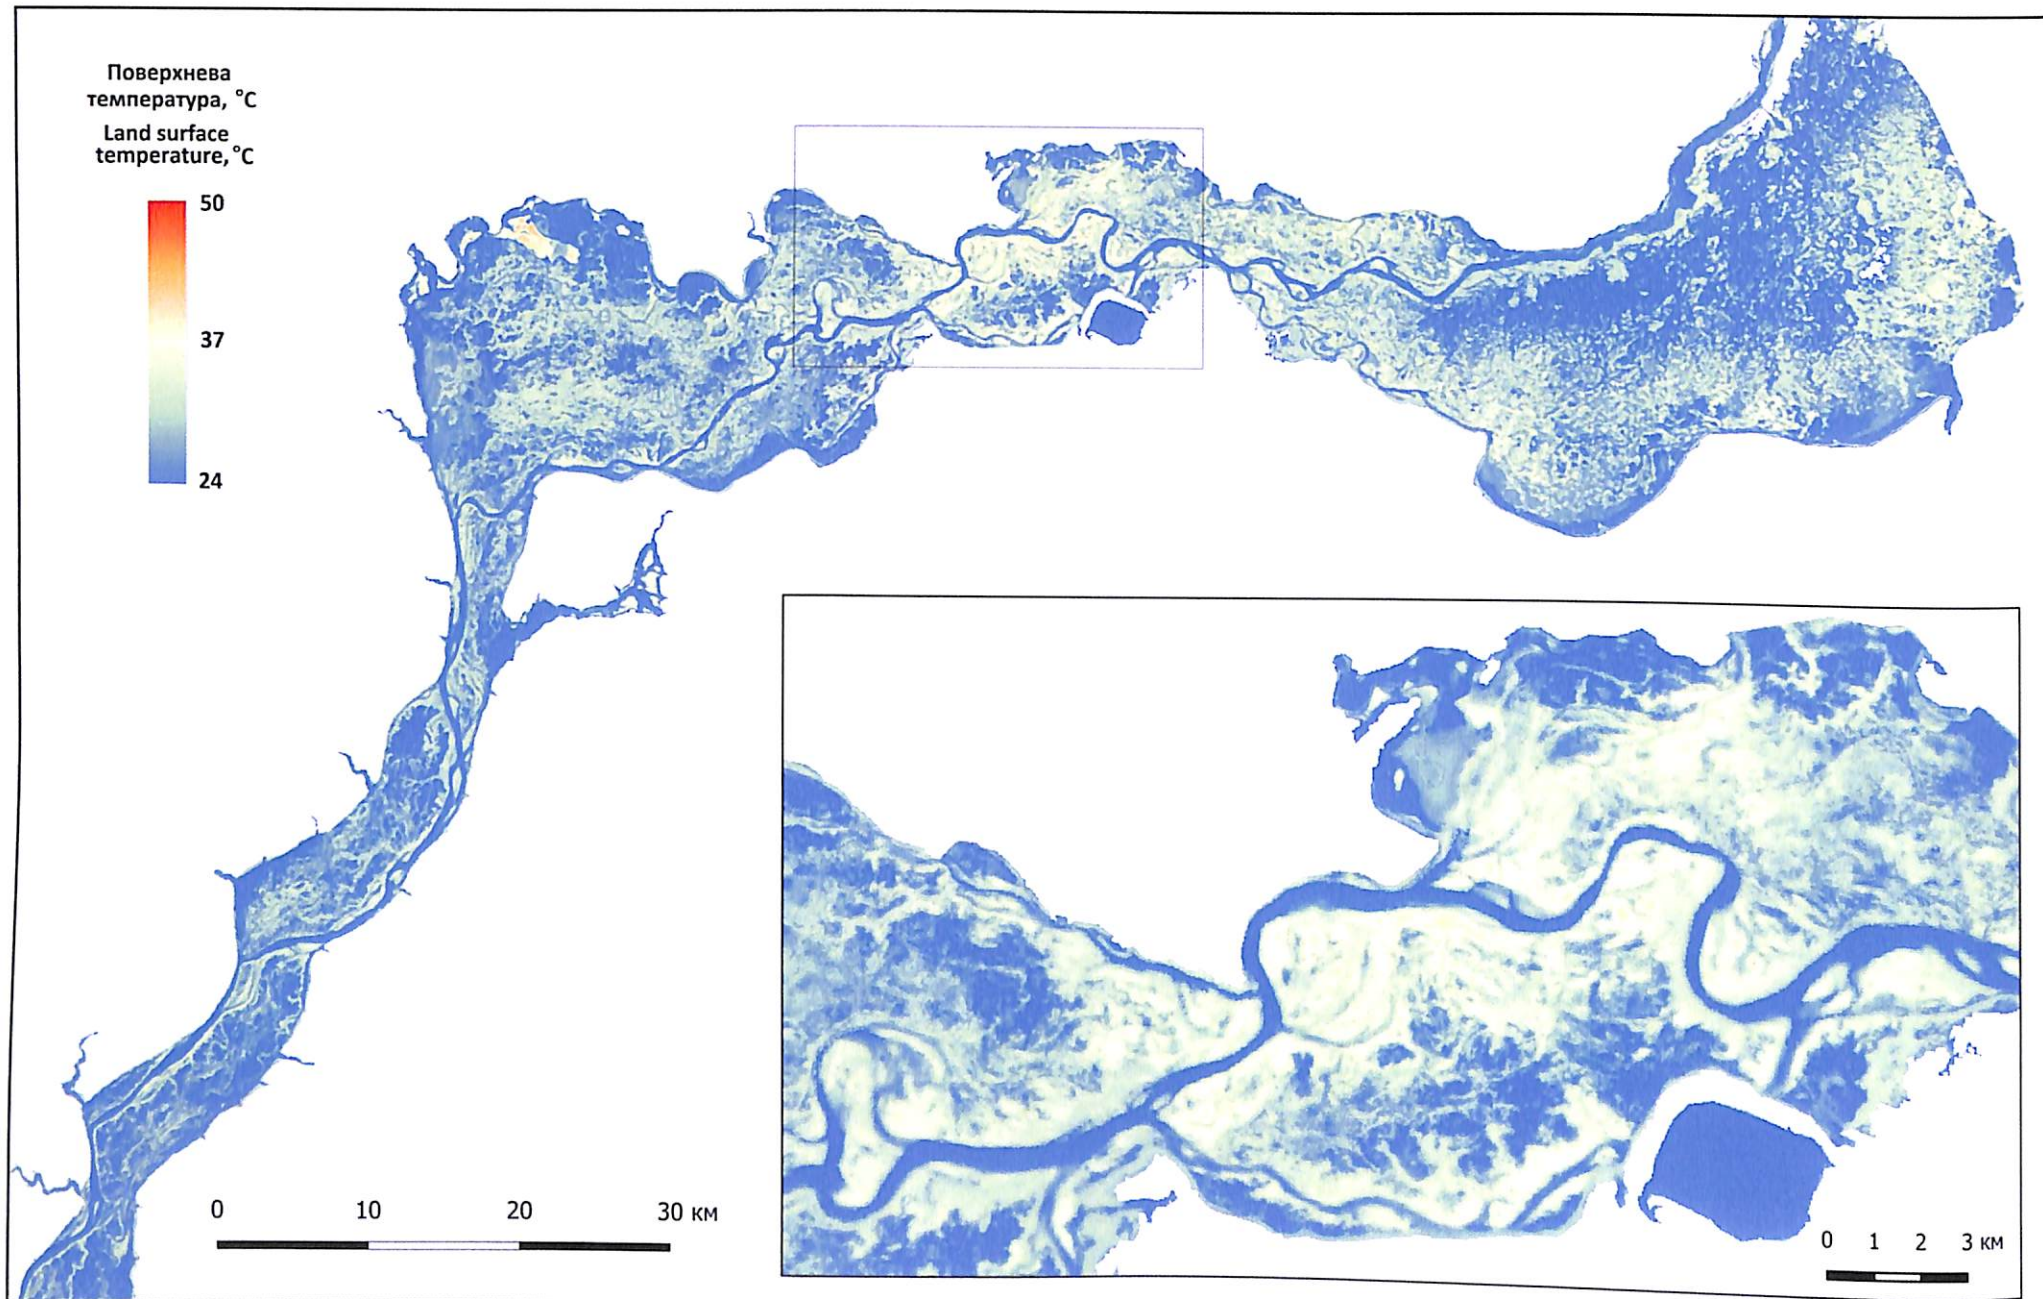 Поверхнева
температура, °С
Land surface
temperature, °C
50
37
24
0 10 20 30 км
0 1 2 3 км